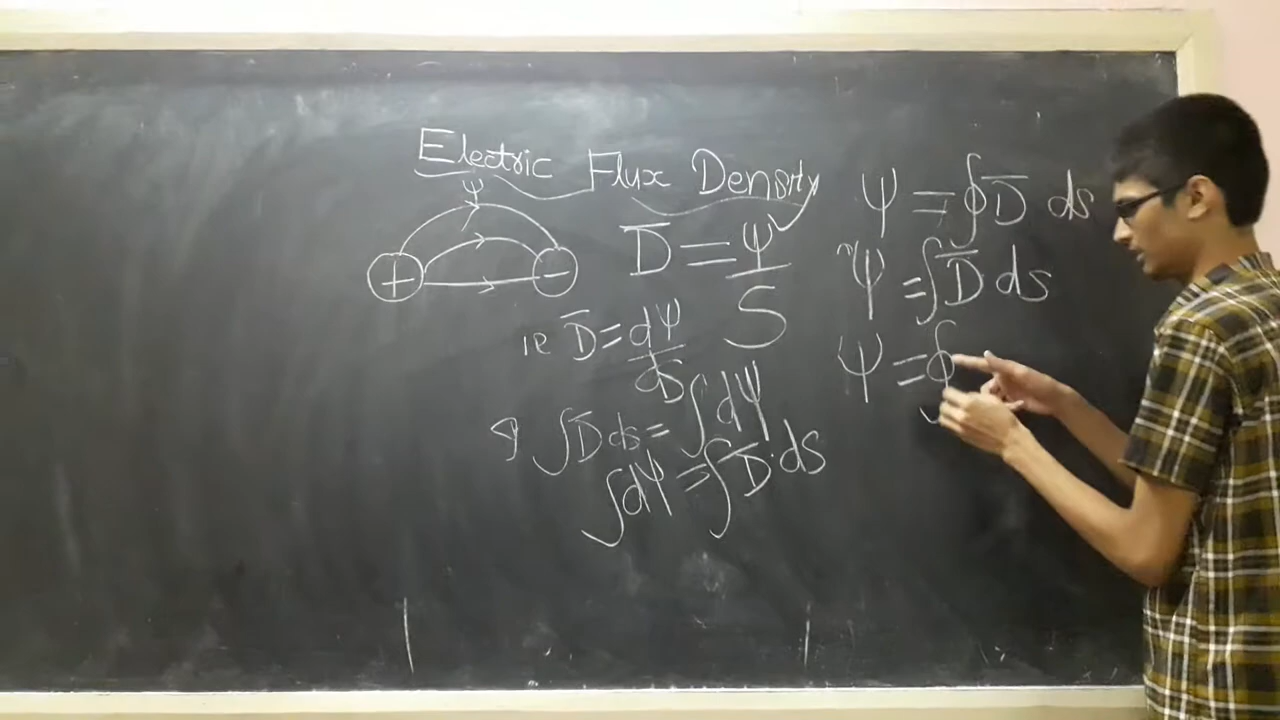 Electric Flux Density
ψ
+ −
D̅ = ψ / S
ie D̅ = dψ / dS
∫ D̅ ds = ∫ dψ
∫ dψ = ∫ D̅ · ds
ψ = ∮ D̅ ds
ψ = ∫ D̅ ds
ψ = ∮